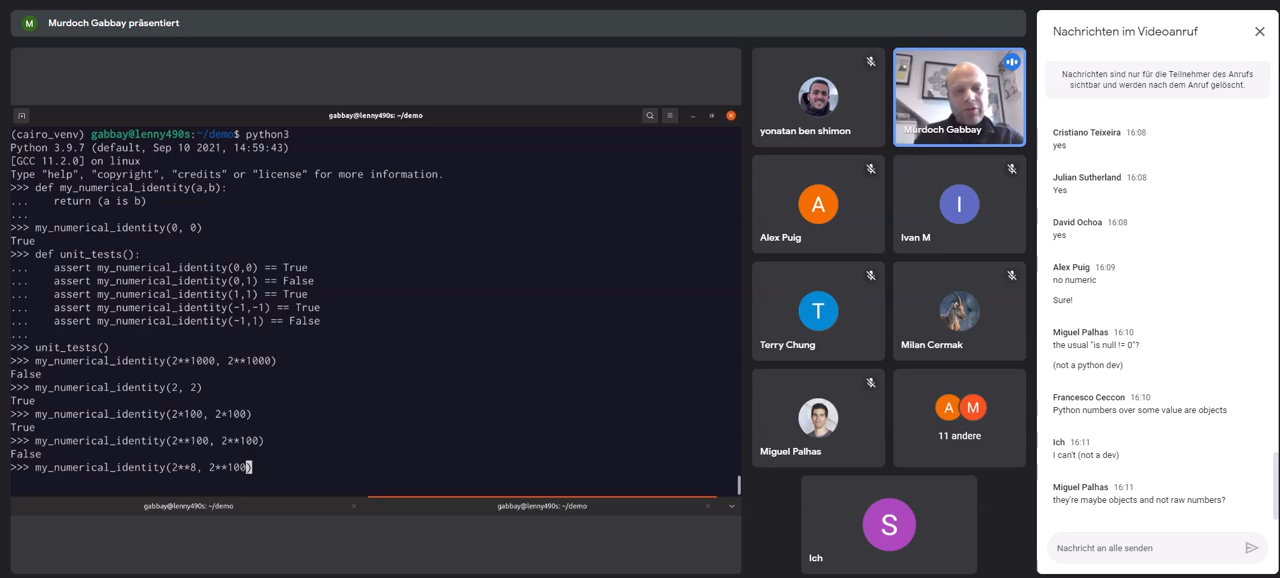 M Murdoch Gabbay präsentiert
gabbay@lenny490s: ~/demo
(cairo_venv) gabbay@lenny490s:~/demo$ python3
Python 3.9.7 (default, Sep 10 2021, 14:59:43)
[GCC 11.2.0] on linux
Type "help", "copyright", "credits" or "license" for more information.
>>> def my_numerical_identity(a,b):
...     return (a is b)
...
>>> my_numerical_identity(0, 0)
True
>>> def unit_tests():
...     assert my_numerical_identity(0,0) == True
...     assert my_numerical_identity(0,1) == False
...     assert my_numerical_identity(1,1) == True
...     assert my_numerical_identity(-1,-1) == True
...     assert my_numerical_identity(-1,1) == False
...
>>> unit_tests()
>>> my_numerical_identity(2**1000, 2**1000)
False
>>> my_numerical_identity(2, 2)
True
>>> my_numerical_identity(2*100, 2*100)
True
>>> my_numerical_identity(2**100, 2**100)
False
>>> my_numerical_identity(2**8, 2**100)
gabbay@lenny490s: ~/demo
gabbay@lenny490s: ~/demo
yonatan ben shimon
Murdoch Gabbay
A
Alex Puig
I
Ivan M
T
Terry Chung
Milan Cermak
Miguel Palhas
A M
11 andere
S
Ich
Nachrichten im Videoanruf
Nachrichten sind nur für die Teilnehmer des Anrufs
sichtbar und werden nach dem Anruf gelöscht.
Cristiano Teixeira 16:08
yes
Julian Sutherland 16:08
Yes
David Ochoa 16:08
yes
Alex Puig 16:09
no numeric
Sure!
Miguel Palhas 16:10
the usual "is null != 0"?
(not a python dev)
Francesco Ceccon 16:10
Python numbers over some value are objects
Ich 16:11
I can't (not a dev)
Miguel Palhas 16:11
they're maybe objects and not raw numbers?
Nachricht an alle senden